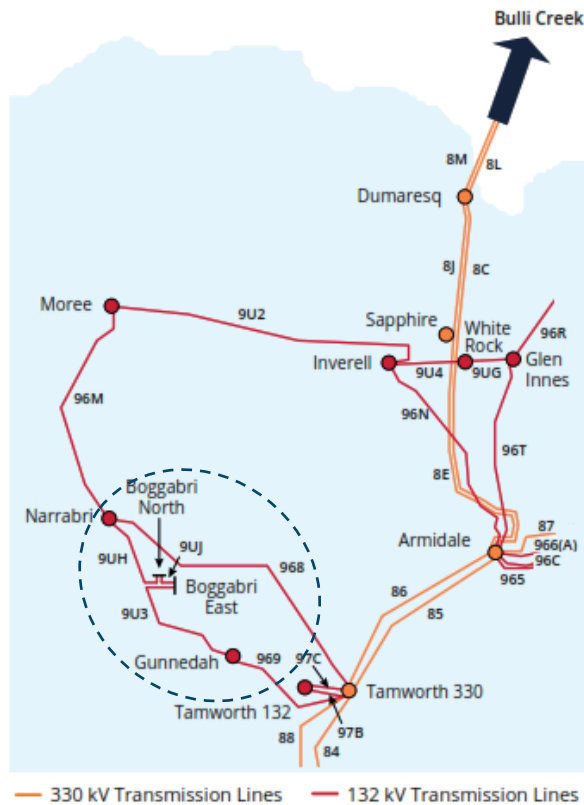 Bulli Creek
8M
8L
Dumaresq
8J
8C
Moree
9U2
Sapphire
White
Rock
96R
Inverell
9U4
9UG
Glen
Innes
96M
96N
96T
8E
Boggabri
North
Narrabri
87
9UJ
Armidale
966(A)
9UH
968
96C
965
Boggabri
East
86
85
9U3
Gunnedah
969
97C
Tamworth 330
Tamworth 132
97B
88
84
330 kV Transmission Lines
132 kV Transmission Lines